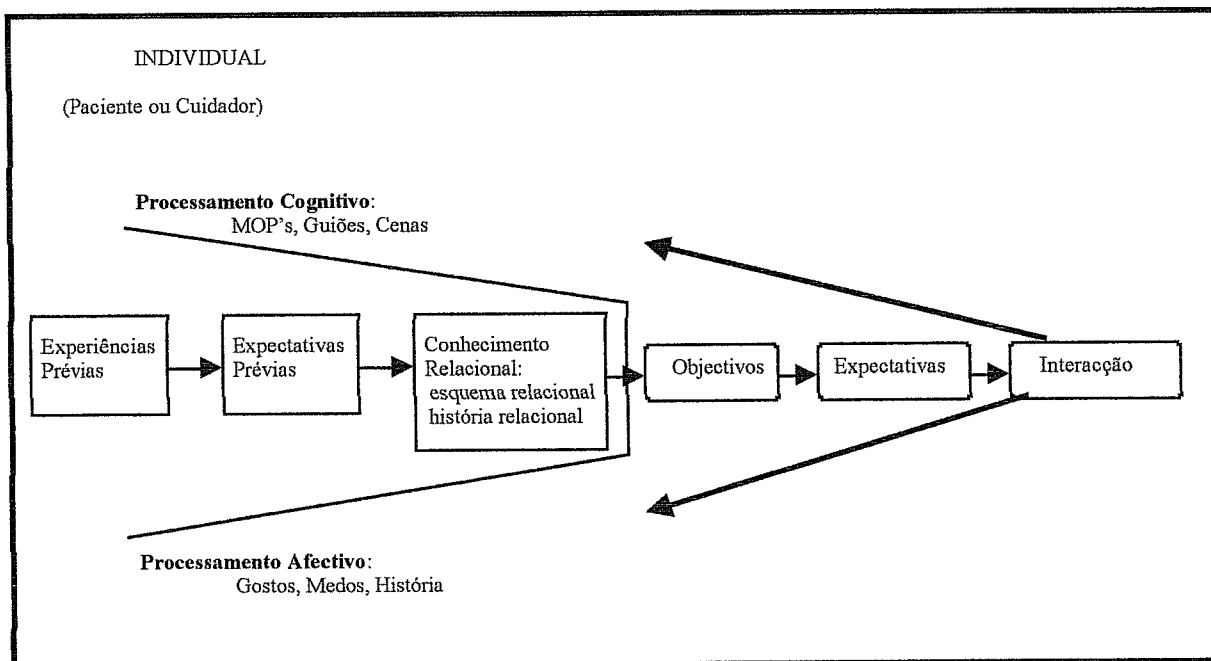 INDIVIDUAL
(Paciente ou Cuidador)
Processamento Cognitivo:
MOP's, Guiões, Cenas
Experiências
Prévias
Expectativas
Prévias
Conhecimento
Relacional:
esquema relacional
história relacional
Objectivos
Expectativas
Interacção
Processamento Afectivo:
Gostos, Medos, História